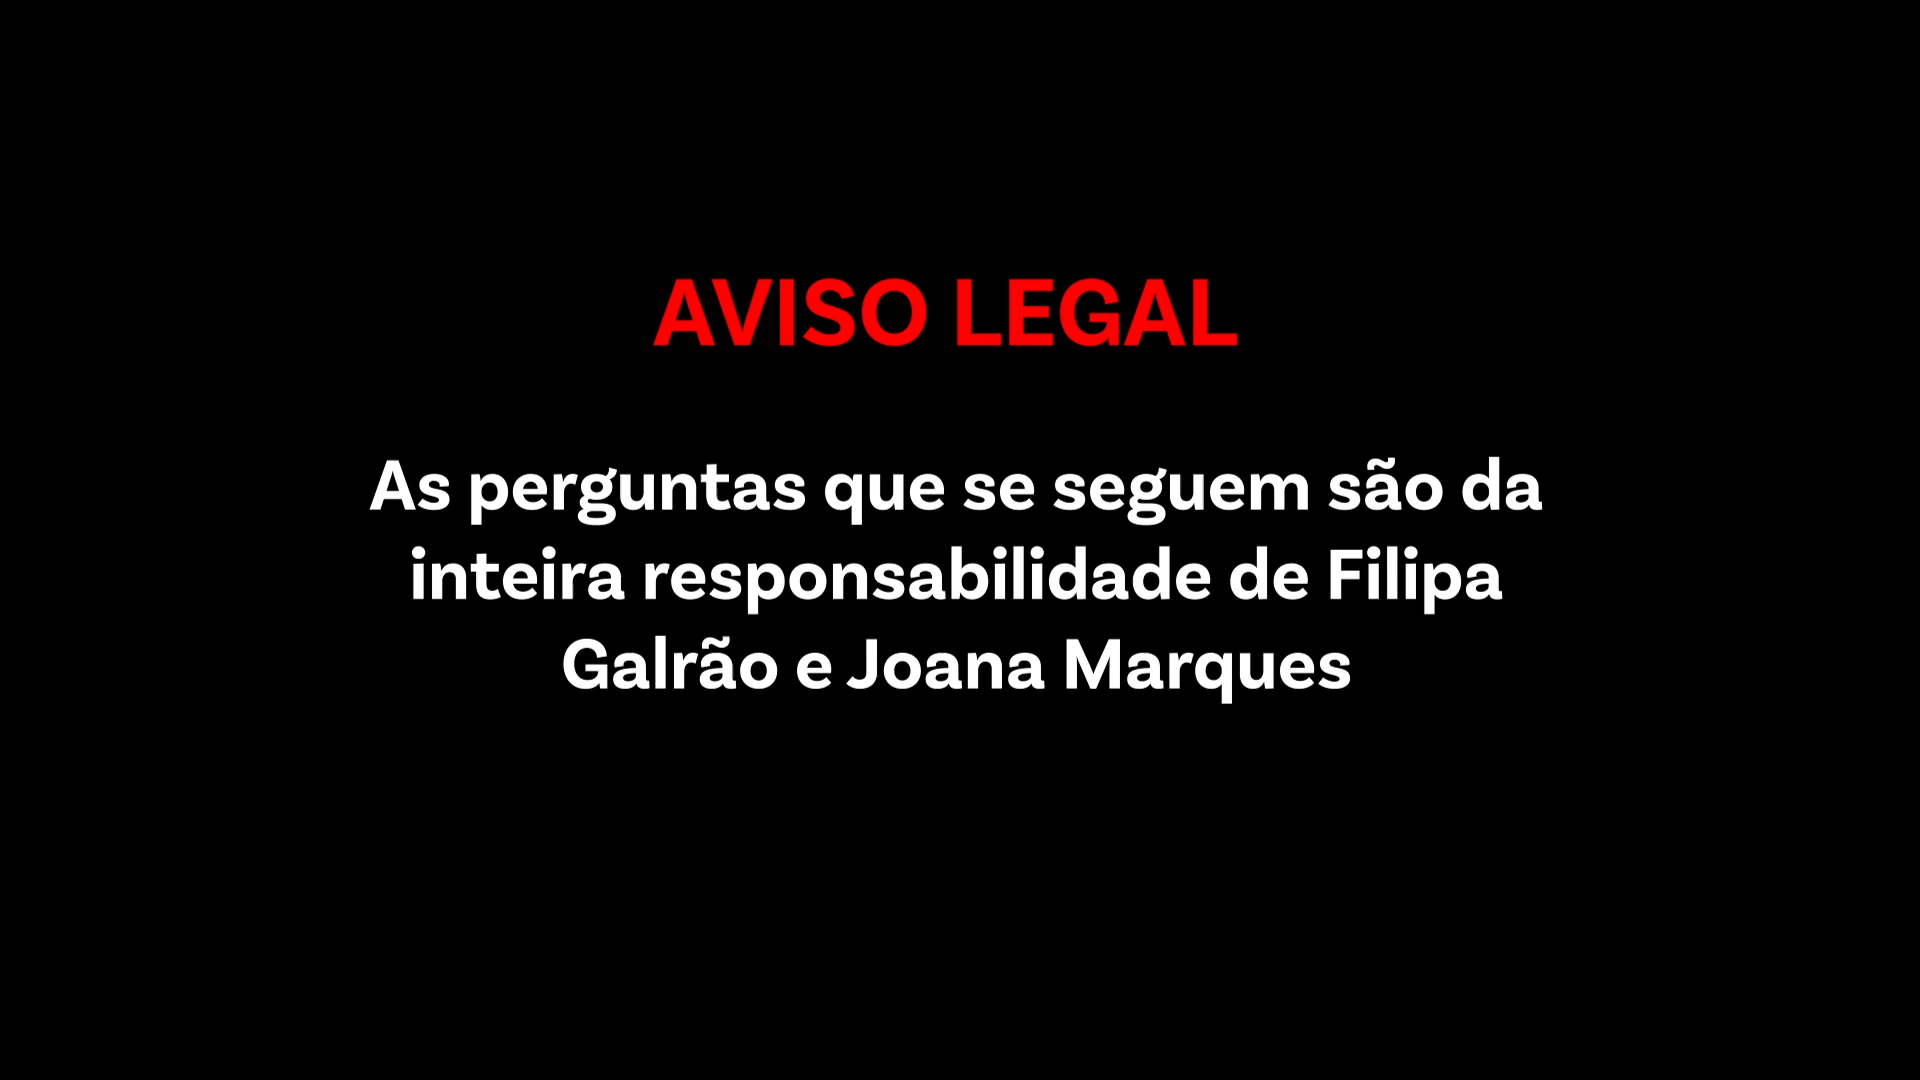 AVISO LEGAL
As perguntas que se seguem são da
inteira responsabilidade de Filipa
Galrão e Joana Marques